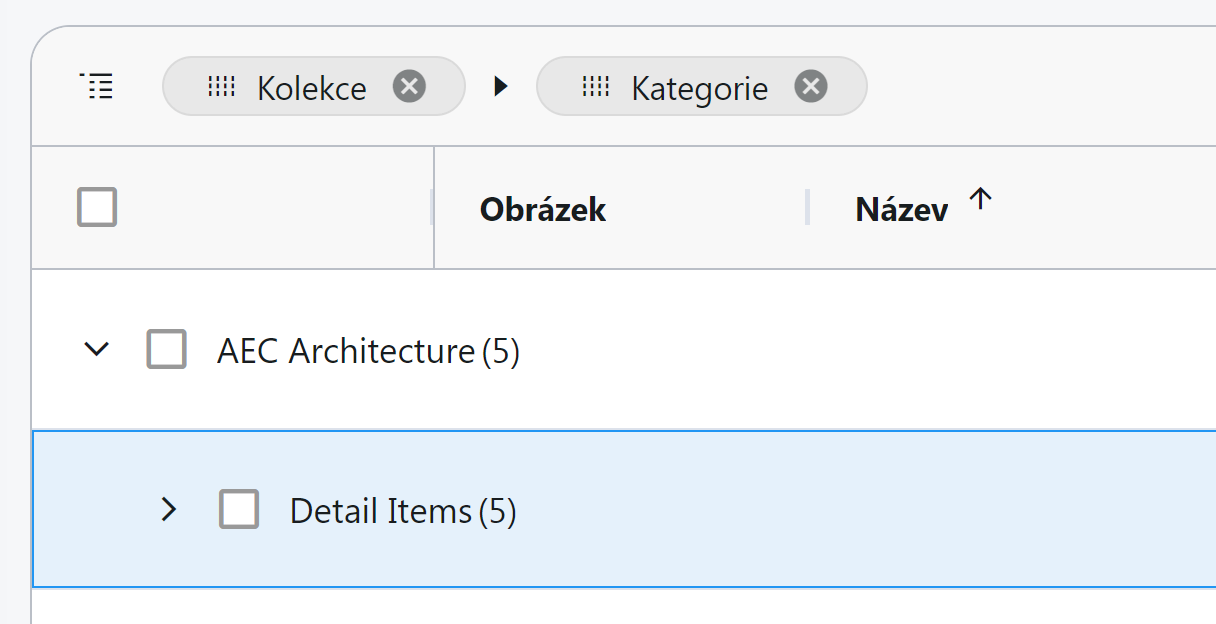 Kolekce Kategorie
Obrázek Název
AEC Architecture (5)
Detail Items (5)